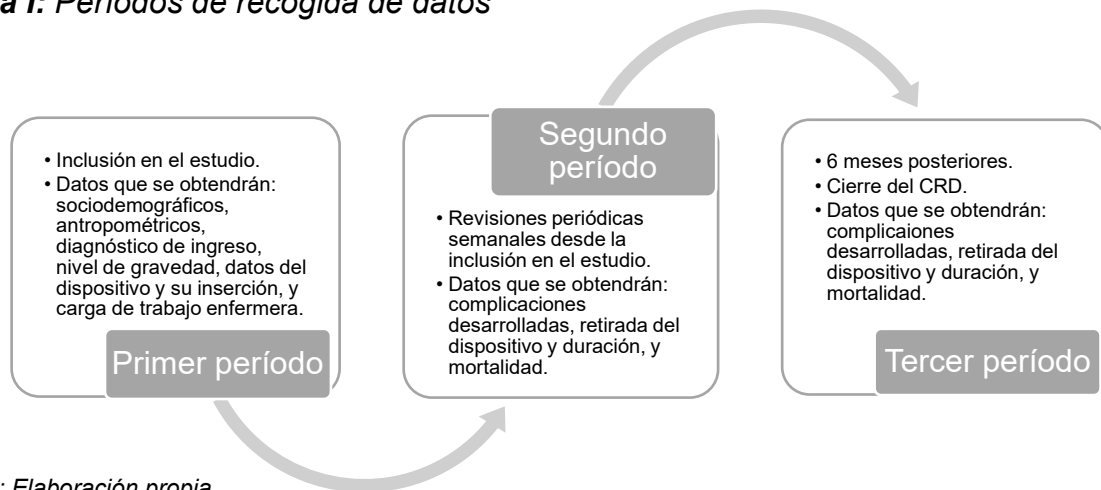 a I: Períodos de recogida de datos
• Inclusión en el estudio.
• Datos que se obtendrán:
sociodemográficos,
antropométricos,
diagnóstico de ingreso,
nivel de gravedad, datos del
dispositivo y su inserción, y
carga de trabajo enfermera.
Primer período
Segundo
período
• Revisiones periódicas
semanales desde la
inclusión en el estudio.
• Datos que se obtendrán:
complicaciones
desarrolladas, retirada del
dispositivo y duración, y
mortalidad.
• 6 meses posteriores.
• Cierre del CRD.
• Datos que se obtendrán:
complicaiones
desarrolladas, retirada del
dispositivo y duración, y
mortalidad.
Tercer período
: Elaboración propia